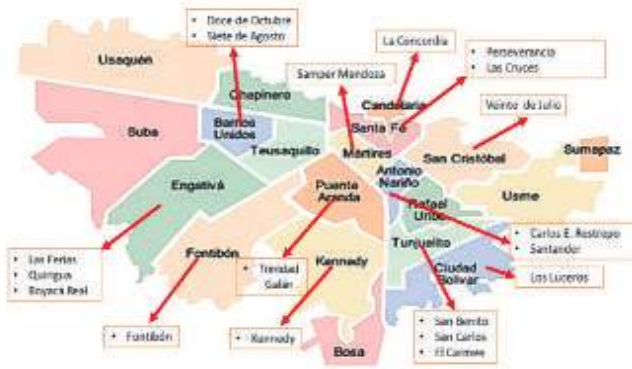 Doce de Octubre
Siete de Agosto
La Concordia
Perseverancia
Las Cruces
Usaquén
Samper Mendoza
Chapinero
Candelaria
Veinte de Julio
Suba
Barrios
Unidos
Santa Fé
Teusaquillo
Mártires
San Cristóbal
Sumapaz
Engativá
Puente
Aranda
Antonio
Nariño
Usme
Rafael
Uribe
Carlos E. Restrepo
Santander
Las Ferias
Quirigua
Boyacá Real
Fontibón
Trinidad
Galán
Kennedy
Tunjuelito
Ciudad
Bolívar
Los Luceros
Fontibón
Kennedy
Bosa
San Benito
San Carlos
El Carmen